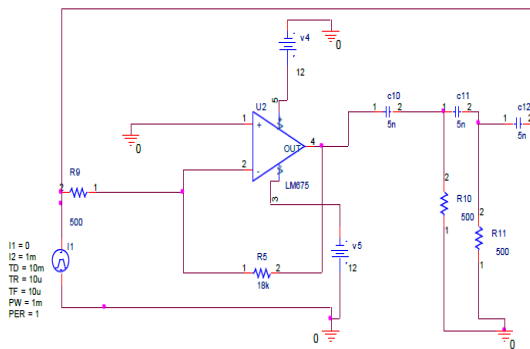 v4
0
12
U2
5
1
+
OUT
4
2
-
LM675
3
0
c10
1
2
5n
c11
1
2
5n
c12
1
5n
R9
2
1
500
I1
I1 = 0
I2 = 1m
TD = 10m
TR = 10u
TF = 10u
PW = 1m
PER = 1
R5
1
2
18k
v5
12
0
2
R10
500
1
2
R11
500
1
0